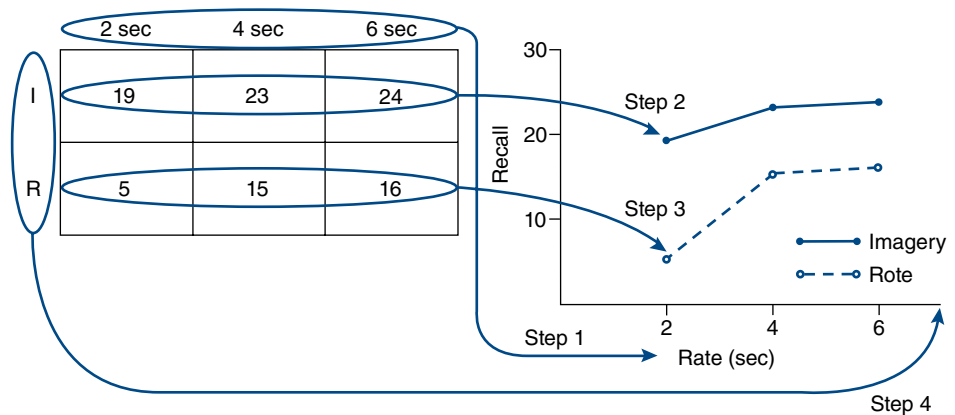 2 sec 4 sec 6 sec
I 19 23 24
R 5 15 16
30
20
10
Recall
Step 2
Step 3
Imagery
Rote
2 4 6
Rate (sec)
Step 1
Step 4